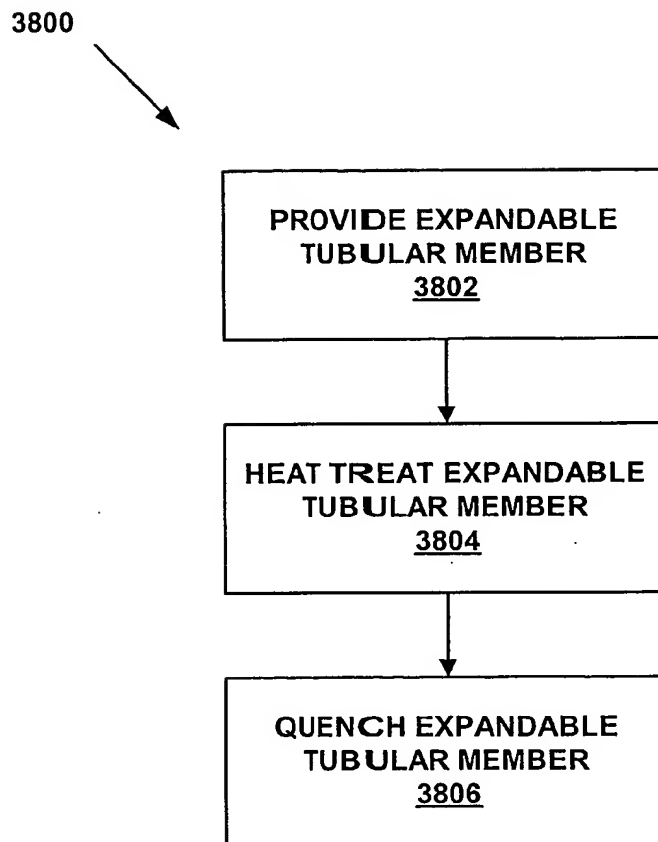 3800
PROVIDE EXPANDABLE
TUBULAR MEMBER
3802
HEAT TREAT EXPANDABLE
TUBULAR MEMBER
3804
QUENCH EXPANDABLE
TUBULAR MEMBER
3806